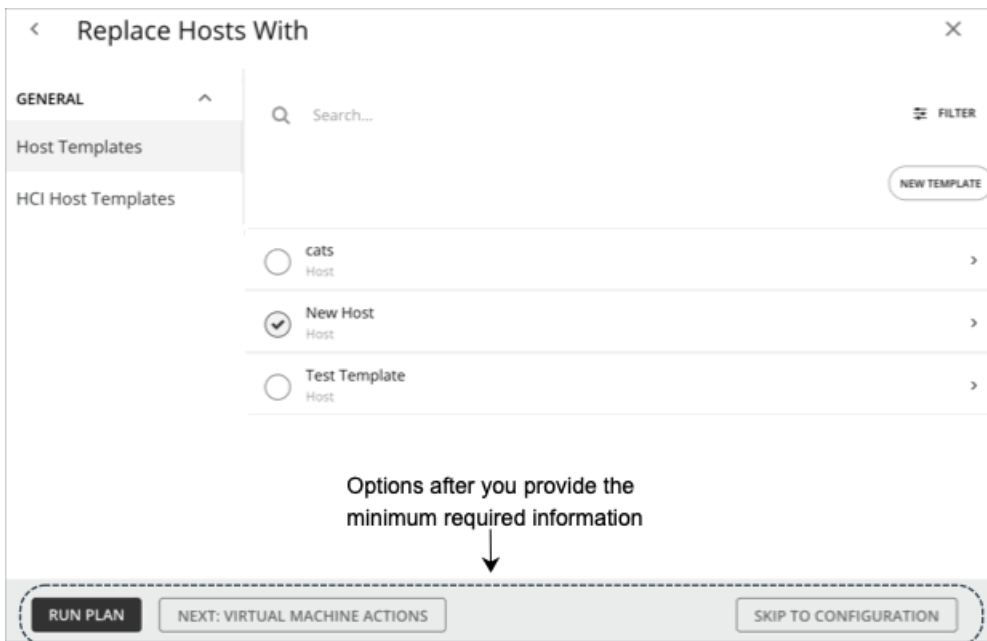 Replace Hosts With
GENERAL
Host Templates
HCI Host Templates
Search...
FILTER
NEW TEMPLATE
cats
Host
New Host
Host
Test Template
Host
Options after you provide the
minimum required information
RUN PLAN
NEXT: VIRTUAL MACHINE ACTIONS
SKIP TO CONFIGURATION